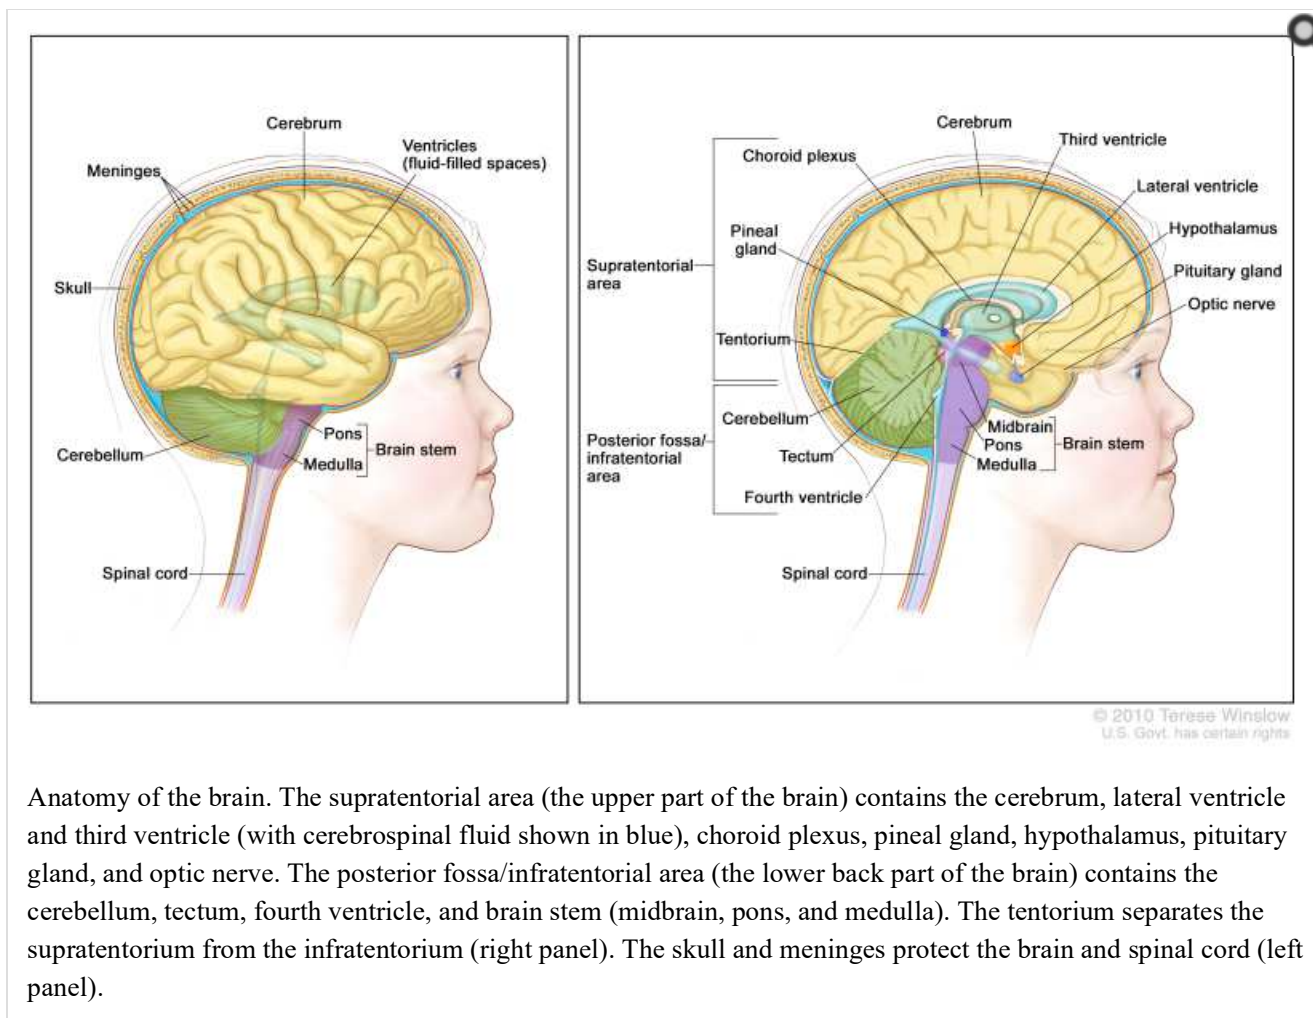 Cerebrum
Ventricles
(fluid-filled spaces)
Meninges
Skull
Cerebellum
Pons
Medulla
Brain stem
Spinal cord
Cerebrum
Third ventricle
Choroid plexus
Lateral ventricle
Pineal
gland
Hypothalamus
Supratentorial
area
Pituitary gland
Optic nerve
Tentorium
Cerebellum
Posterior fossa/
infratentorial
area
Midbrain
Pons
Medulla
Brain stem
Tectum
Fourth ventricle
Spinal cord
© 2010 Terese Winslow
U.S. Govt. has certain rights
Anatomy of the brain. The supratentorial area (the upper part of the brain) contains the cerebrum, lateral ventricle
and third ventricle (with cerebrospinal fluid shown in blue), choroid plexus, pineal gland, hypothalamus, pituitary
gland, and optic nerve. The posterior fossa/infratentorial area (the lower back part of the brain) contains the
cerebellum, tectum, fourth ventricle, and brain stem (midbrain, pons, and medulla). The tentorium separates the
supratentorium from the infratentorium (right panel). The skull and meninges protect the brain and spinal cord (left
panel).